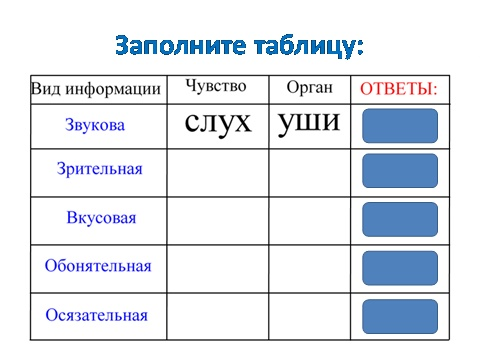 Заполните таблицу:
Вид информации Чувство Орган ОТВЕТЫ:
Звукова слух уши
Зрительная
Вкусовая
Обонятельная
Осязательная